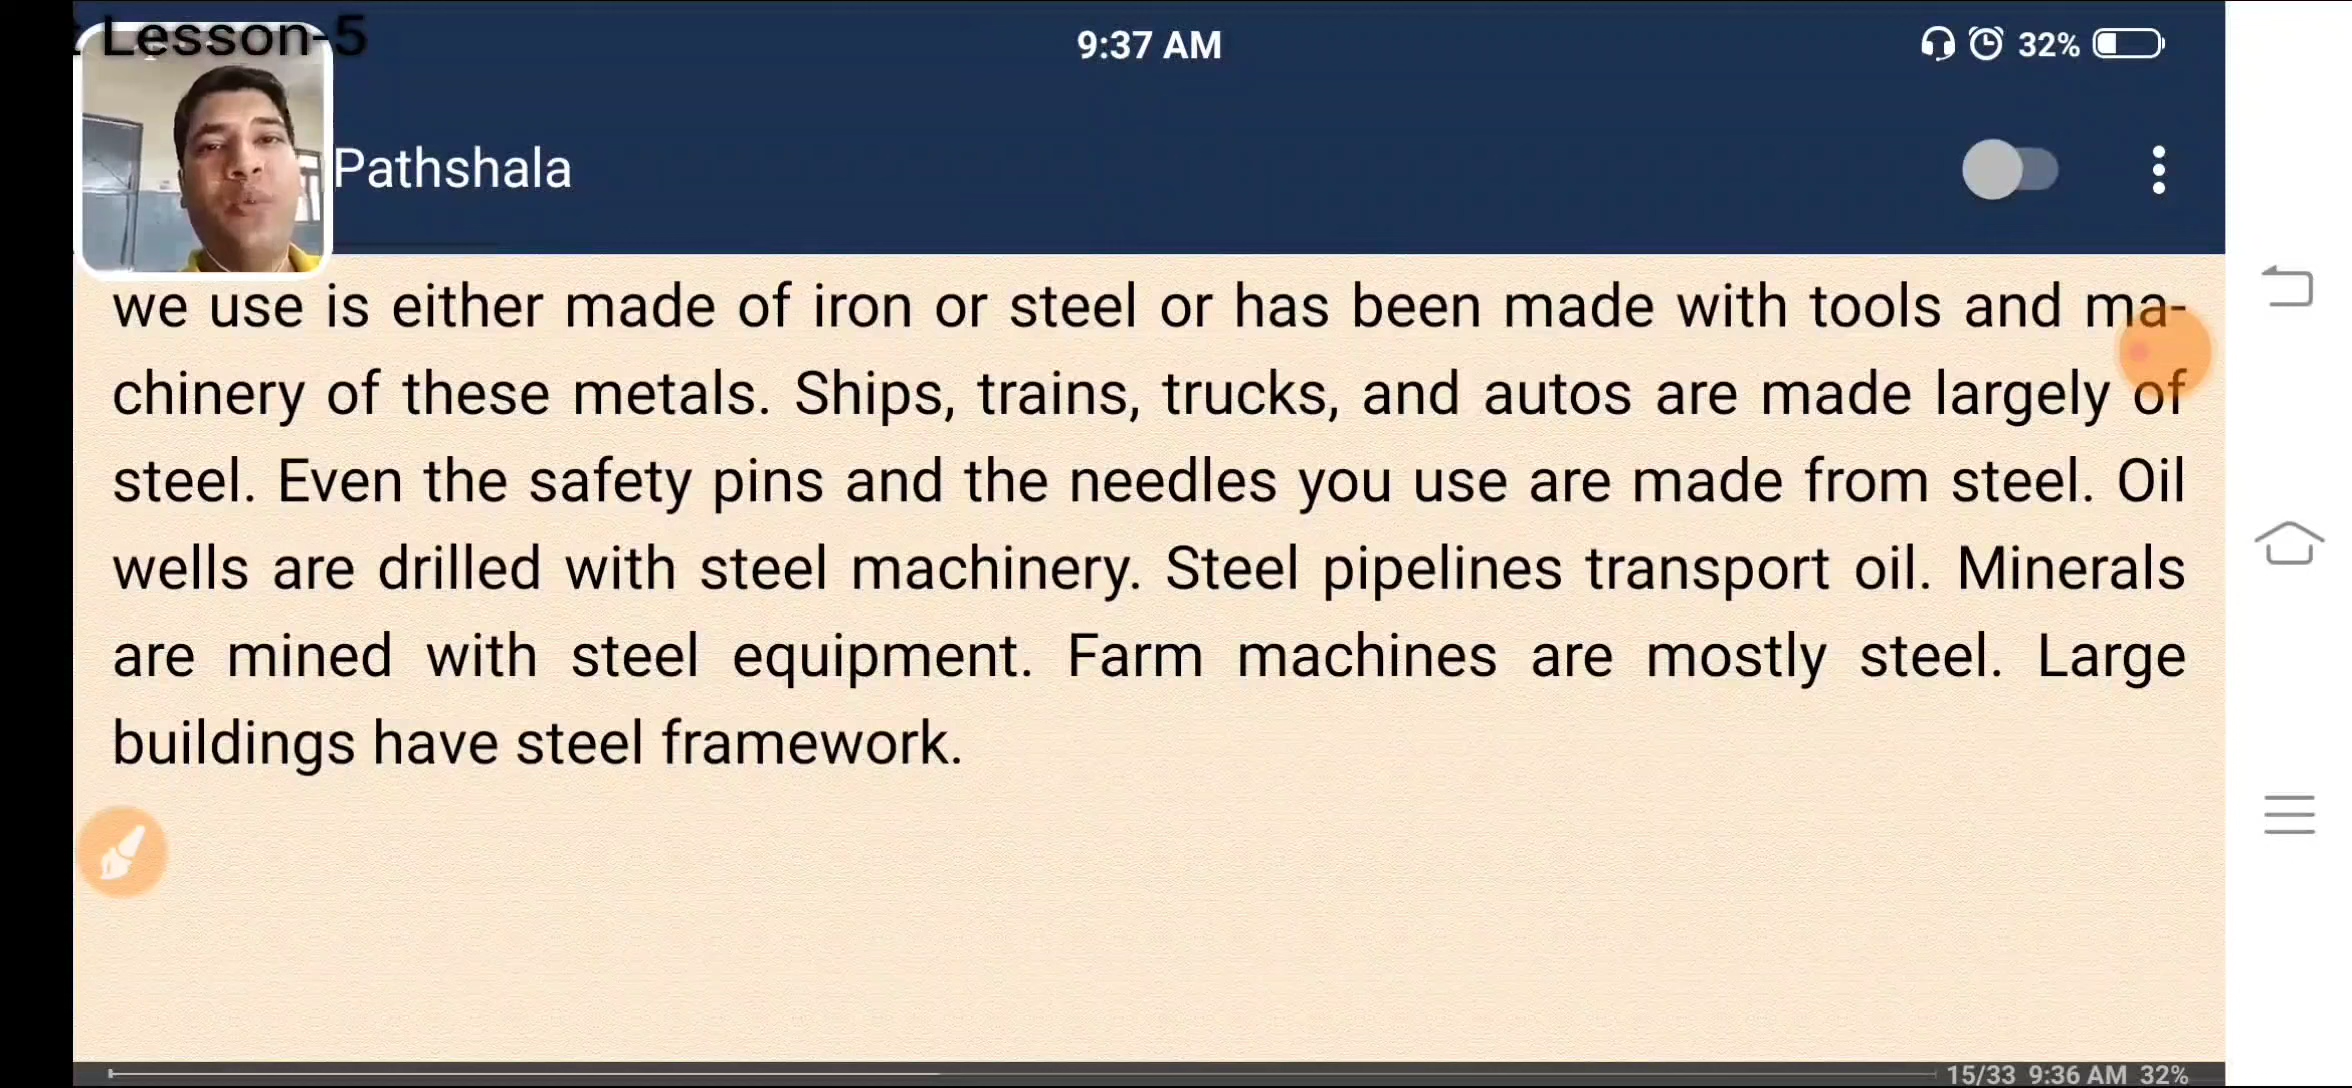 Lesson-5
9:37 AM
32%
Pathshala
we use is either made of iron or steel or has been made with tools and ma-
chinery of these metals. Ships, trains, trucks, and autos are made largely of
steel. Even the safety pins and the needles you use are made from steel. Oil
wells are drilled with steel machinery. Steel pipelines transport oil. Minerals
are mined with steel equipment. Farm machines are mostly steel. Large
buildings have steel framework.
15/33 9:36 AM 32%